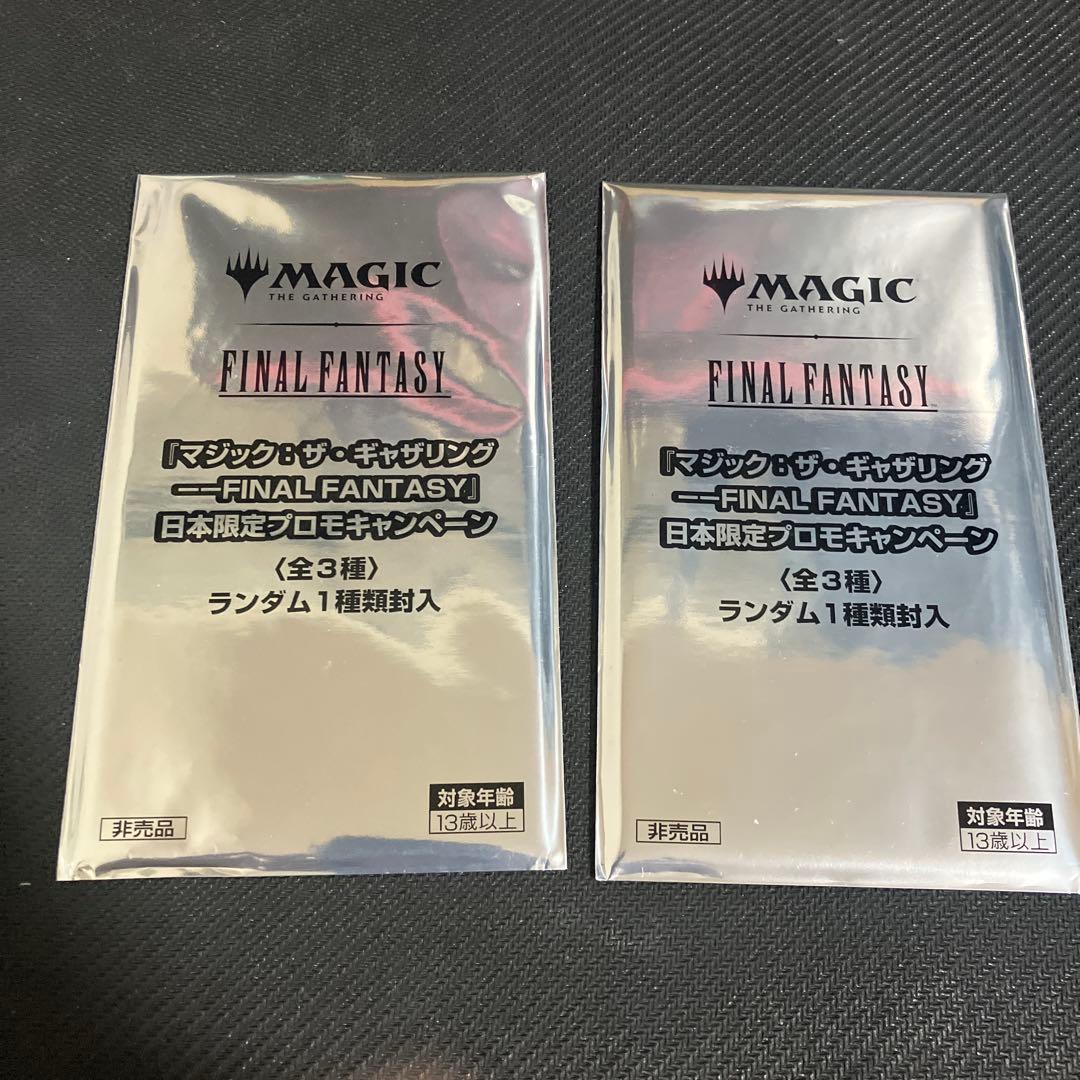 MAGIC
THE GATHERING
FINAL FANTASY
『マジック：ザ・ギャザリング
――FINAL FANTASY』
日本限定プロモキャンペーン
〈全３種〉
ランダム１種類封入
非売品
対象年齢
13歳以上
MAGIC
THE GATHERING
FINAL FANTASY
『マジック：ザ・ギャザリング
――FINAL FANTASY』
日本限定プロモキャンペーン
〈全３種〉
ランダム１種類封入
非売品
対象年齢
13歳以上